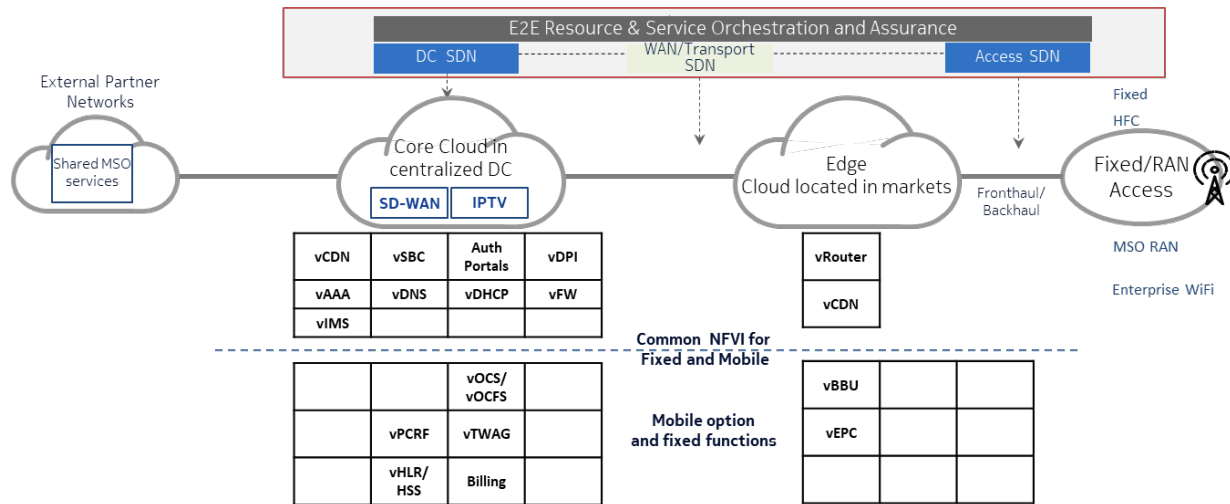 E2E Resource & Service Orchestration and Assurance
DC SDN
WAN/Transport
SDN
Access SDN
External Partner
Networks
Shared MSO
services
Core Cloud in
centralized DC
SD-WAN
IPTV
Edge
Cloud located in markets
Fronthaul/
Backhaul
Fixed
HFC
Fixed/RAN
Access
MSO RAN
Enterprise WiFi
vCDN
vSBC
Auth
Portals
vDPI
vAAA
vDNS
vDHCP
vFW
vIMS
vRouter
vCDN
Common NFVI for
Fixed and Mobile
vOCS/
vOCFS
vPCRF
vTWAG
vHLR/
HSS
Billing
Mobile option
and fixed functions
vBBU
vEPC